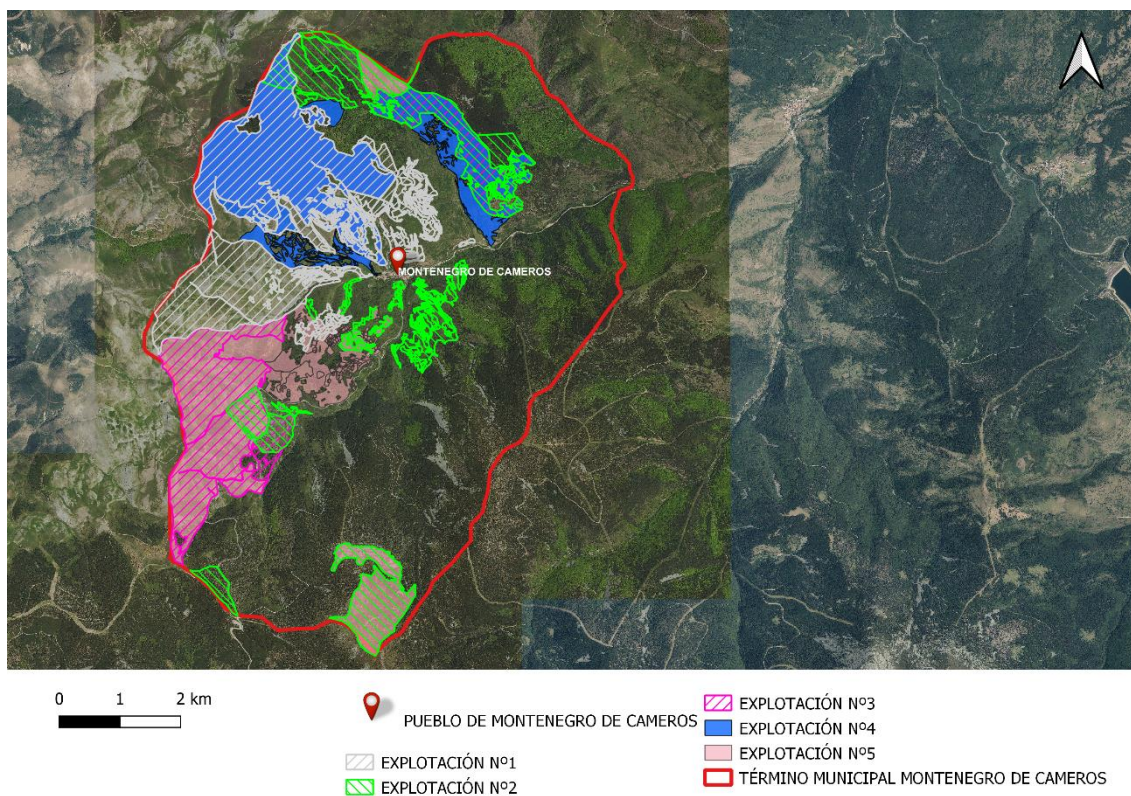 MONTENEGRO DE CAMEROS
0 1 2 km
PUEBLO DE MONTENEGRO DE CAMEROS
EXPLOTACIÓN Nº1
EXPLOTACIÓN Nº2
EXPLOTACIÓN Nº3
EXPLOTACIÓN Nº4
EXPLOTACIÓN Nº5
TÉRMINO MUNICIPAL MONTENEGRO DE CAMEROS